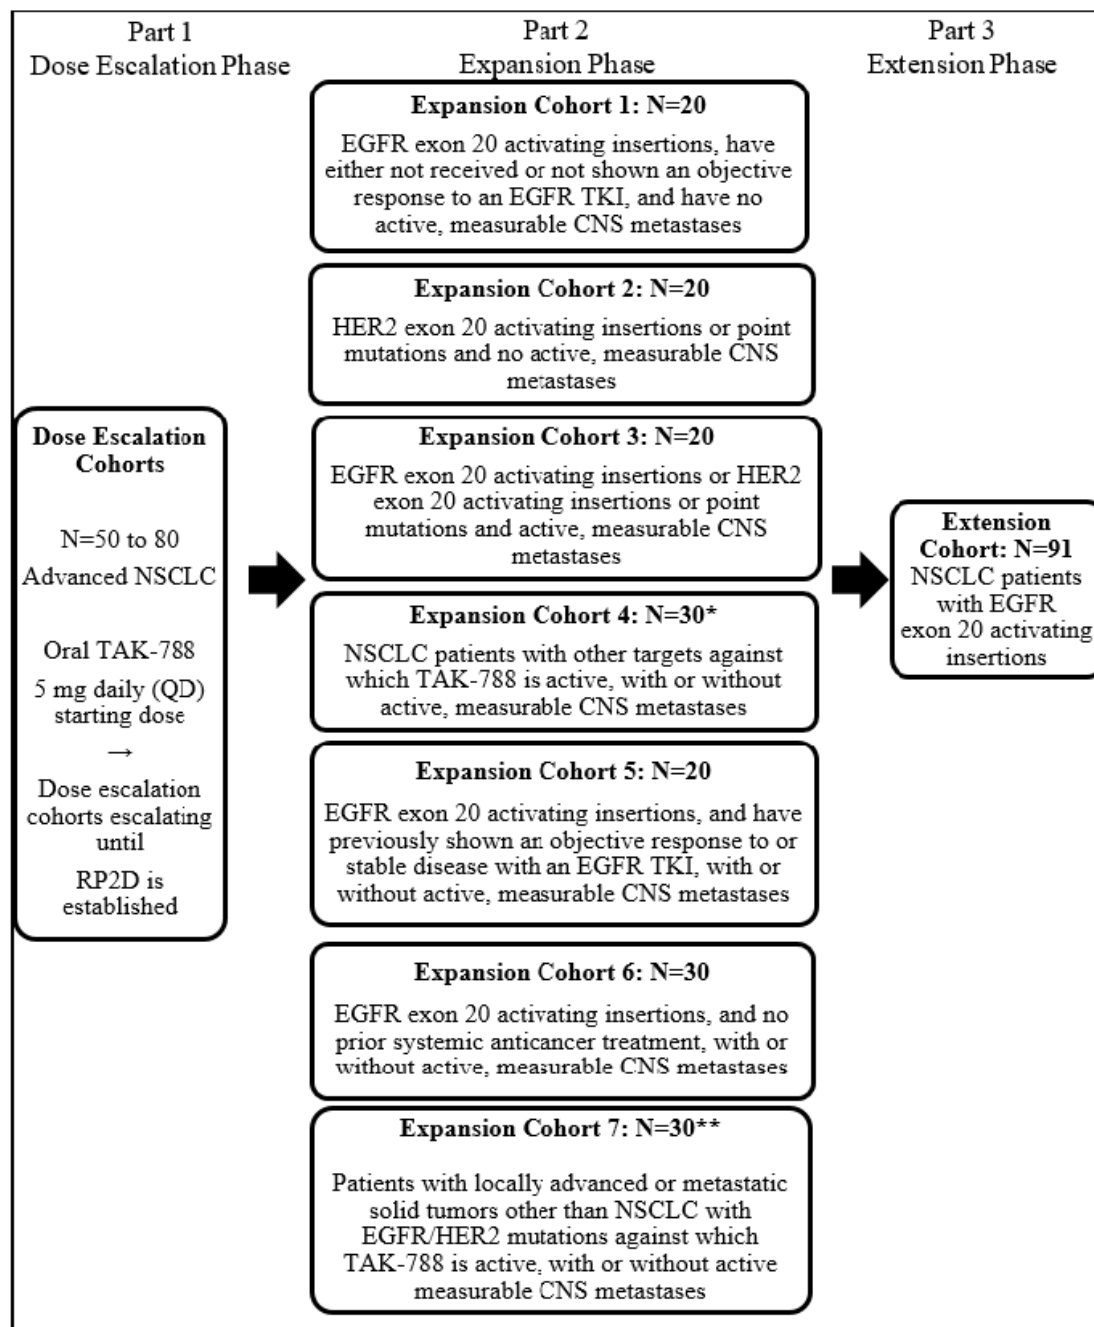 Part 1
Dose Escalation Phase
Part 2
Expansion Phase
Part 3
Extension Phase
Dose Escalation
Cohorts
N=50 to 80
Advanced NSCLC
Oral TAK-788
5 mg daily (QD)
starting dose
→
Dose escalation
cohorts escalating
until
RP2D is
established
Expansion Cohort 1: N=20
EGFR exon 20 activating insertions, have
either not received or not shown an objective
response to an EGFR TKI, and have no
active, measurable CNS metastases
Expansion Cohort 2: N=20
HER2 exon 20 activating insertions or point
mutations and no active, measurable CNS
metastases
Expansion Cohort 3: N=20
EGFR exon 20 activating insertions or HER2
exon 20 activating insertions or point
mutations and active, measurable CNS
metastases
Expansion Cohort 4: N=30*
NSCLC patients with other targets against
which TAK-788 is active, with or without
active, measurable CNS metastases
Expansion Cohort 5: N=20
EGFR exon 20 activating insertions, and have
previously shown an objective response to or
stable disease with an EGFR TKI, with or
without active, measurable CNS metastases
Expansion Cohort 6: N=30
EGFR exon 20 activating insertions, and no
prior systemic anticancer treatment, with or
without active, measurable CNS metastases
Expansion Cohort 7: N=30**
Patients with locally advanced or metastatic
solid tumors other than NSCLC with
EGFR/HER2 mutations against which
TAK-788 is active, with or without active
measurable CNS metastases
Extension
Cohort: N=91
NSCLC patients
with EGFR
exon 20 activating
insertions